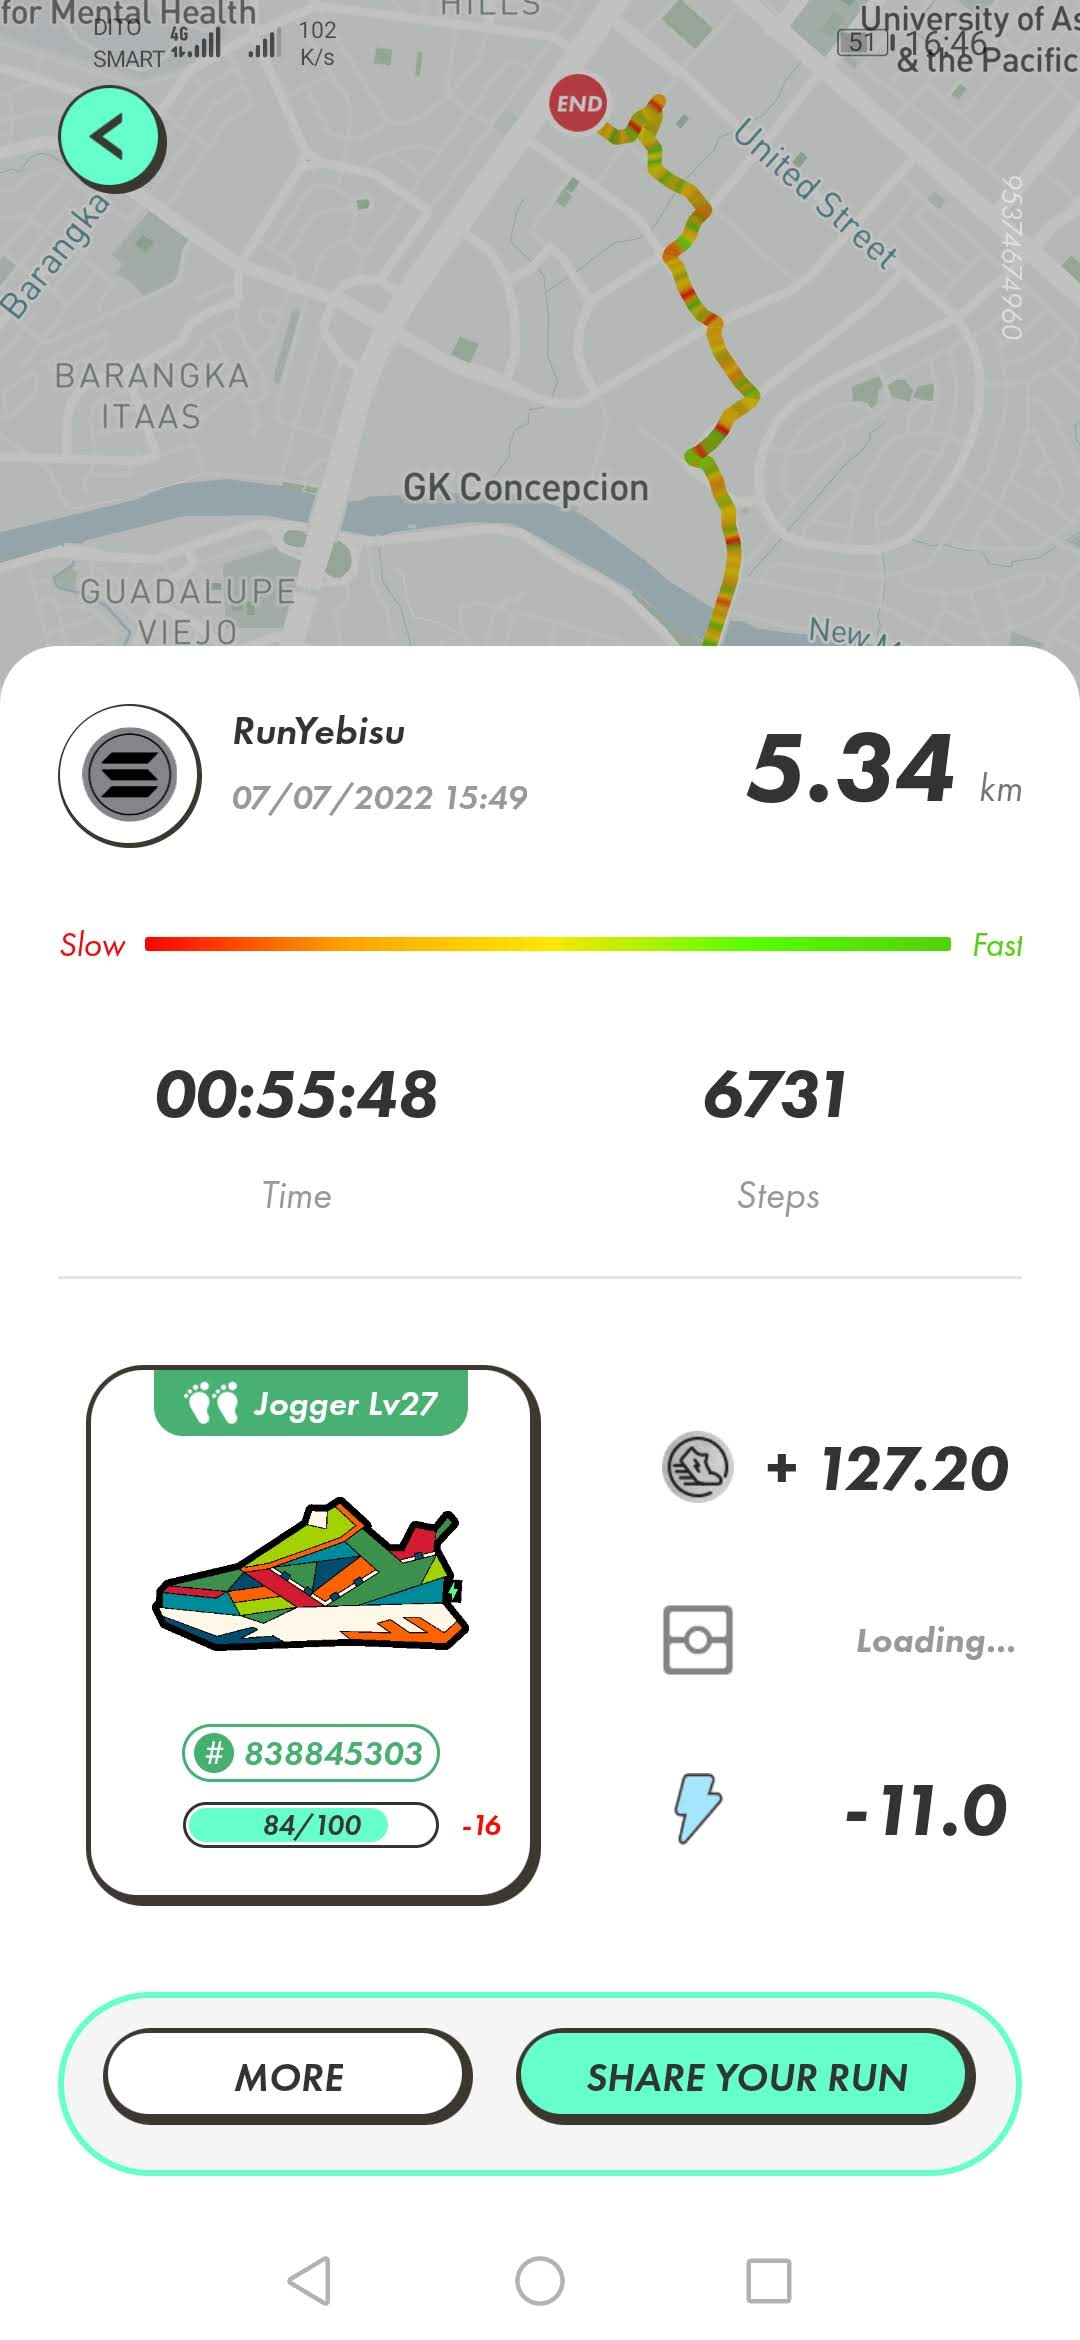 for Mental Health
HILLS
University of As
& the Pacific
DITO
SMART
4G
102
K/s
51
16:46
END
United Street
Barangka
95374674960
BARANGKA
ITAAS
GK Concepcion
GUADALUPE
VIEJO
RunYebisu
07/07/2022 15:49
5.34 km
Slow
Fast
00:55:48
6731
Time
Steps
Jogger Lv27
+ 127.20
Loading...
# 838845303
84/100 -16
-11.0
MORE
SHARE YOUR RUN